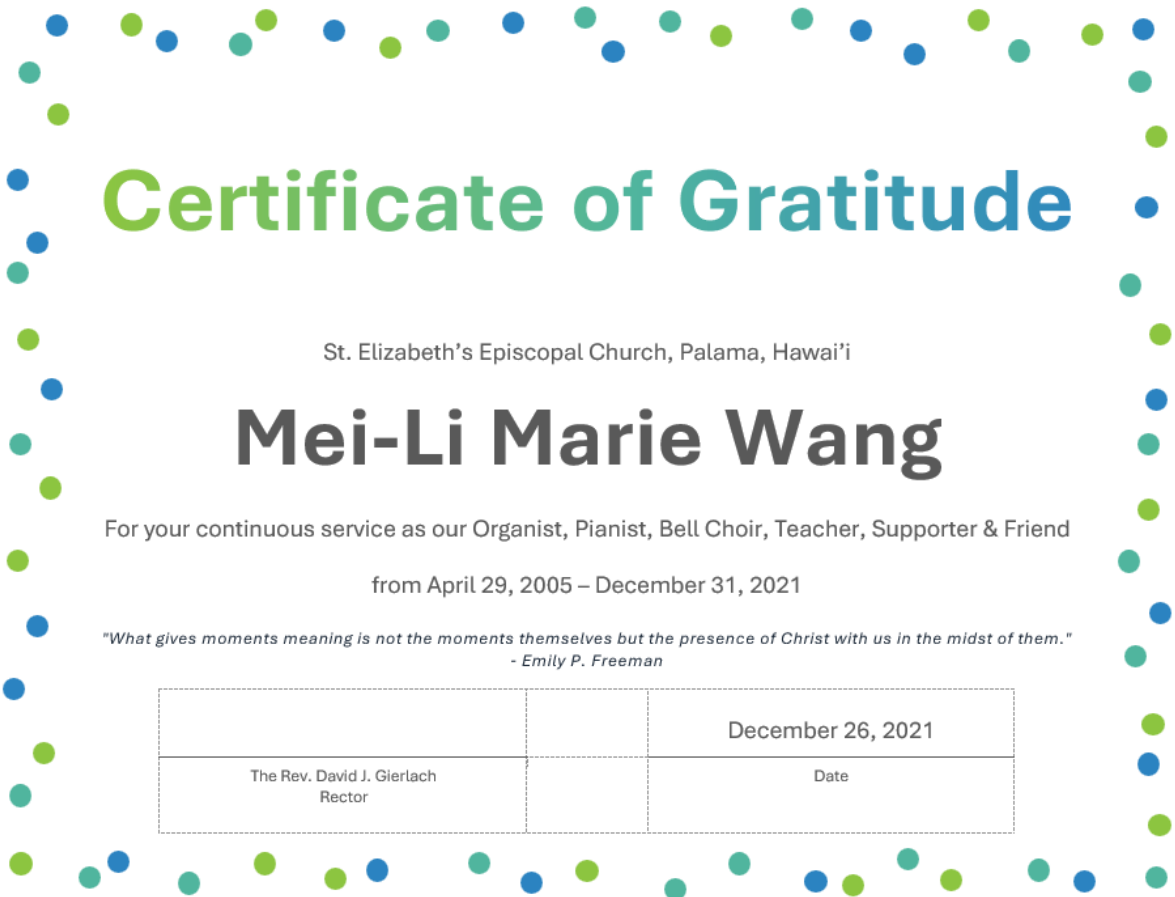 Certificate of Gratitude
St. Elizabeth's Episcopal Church, Palama, Hawai'i
Mei-Li Marie Wang
For your continuous service as our Organist, Pianist, Bell Choir, Teacher, Supporter & Friend
from April 29, 2005 – December 31, 2021
"What gives moments meaning is not the moments themselves but the presence of Christ with us in the midst of them."
- Emily P. Freeman
December 26, 2021
The Rev. David J. Gierlach
Rector
Date